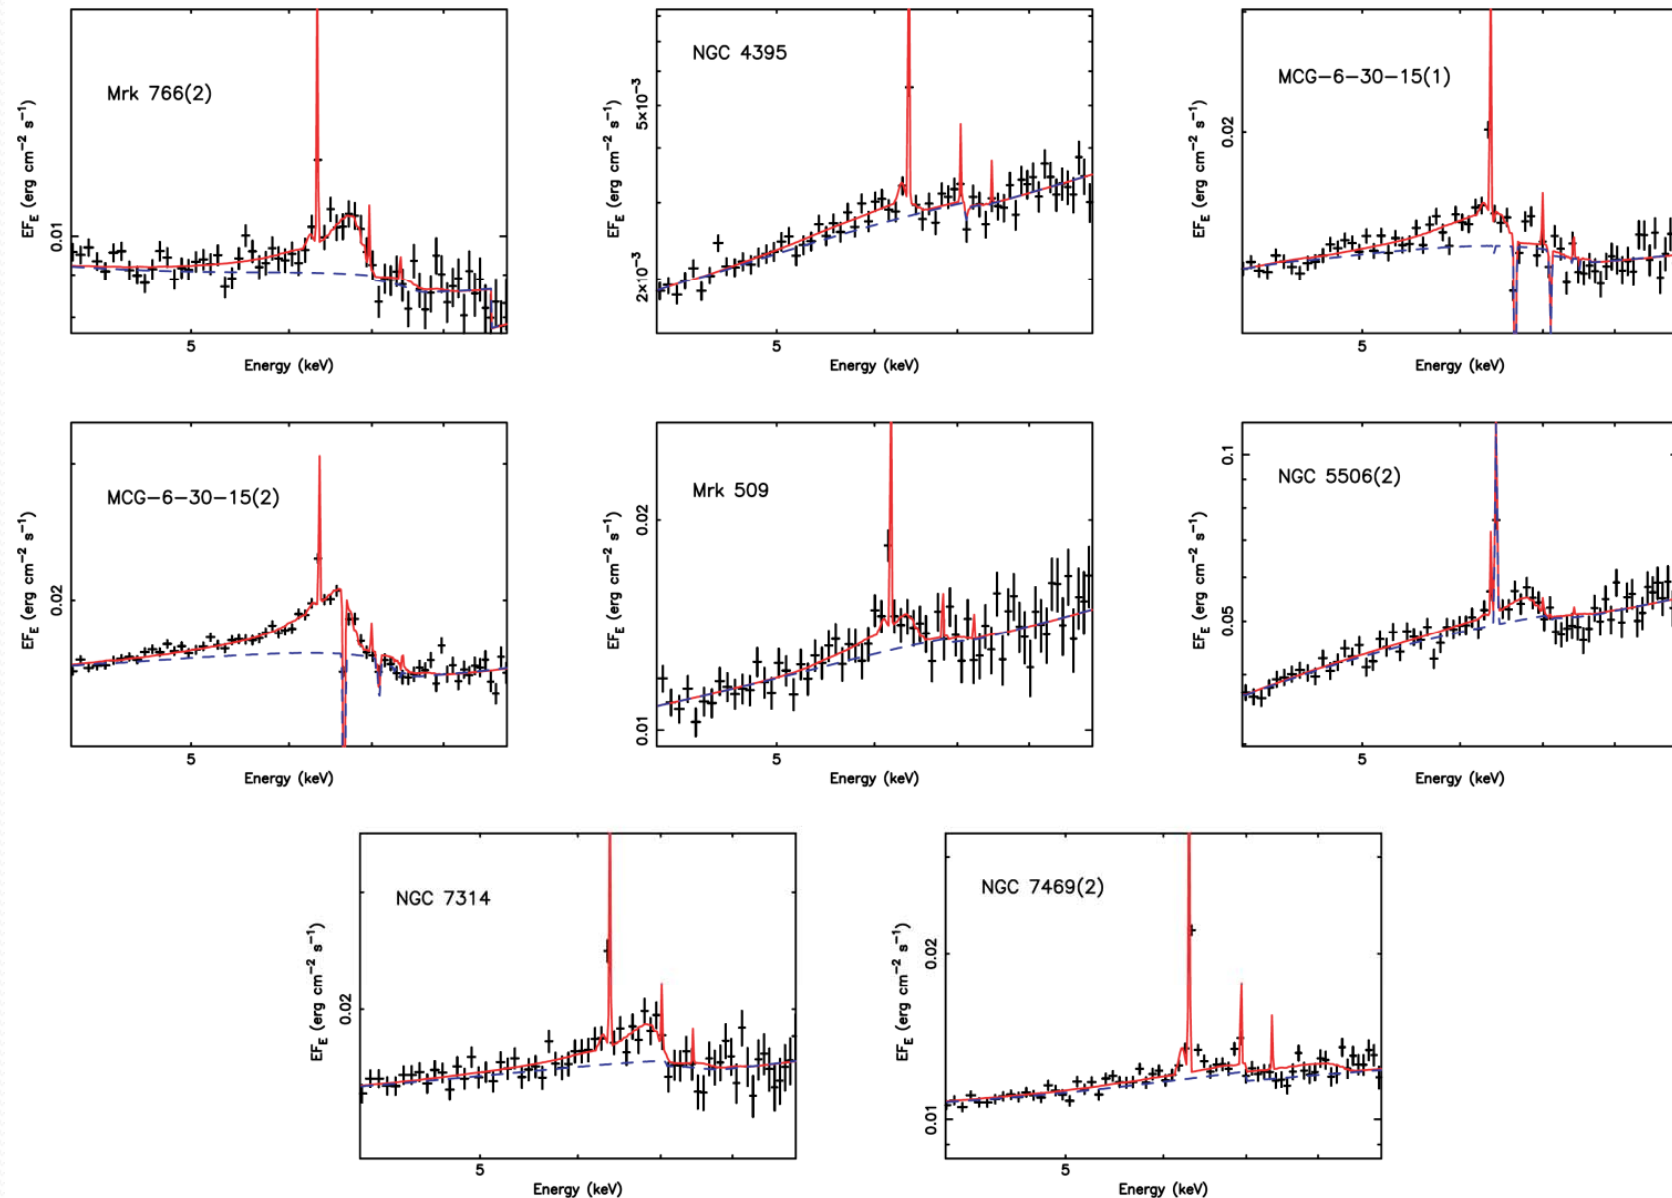 Mrk 766(2)
EF_E (erg cm⁻² s⁻¹)
0.01
5
Energy (keV)
NGC 4395
EF_E (erg cm⁻² s⁻¹)
5×10⁻³
2×10⁻³
5
Energy (keV)
MCG−6−30−15(1)
EF_E (erg cm⁻² s⁻¹)
0.02
5
Energy (keV)
MCG−6−30−15(2)
EF_E (erg cm⁻² s⁻¹)
0.02
5
Energy (keV)
Mrk 509
EF_E (erg cm⁻² s⁻¹)
0.02
0.01
5
Energy (keV)
NGC 5506(2)
EF_E (erg cm⁻² s⁻¹)
0.1
0.05
5
Energy (keV)
NGC 7314
EF_E (erg cm⁻² s⁻¹)
0.02
5
Energy (keV)
NGC 7469(2)
EF_E (erg cm⁻² s⁻¹)
0.02
0.01
5
Energy (keV)